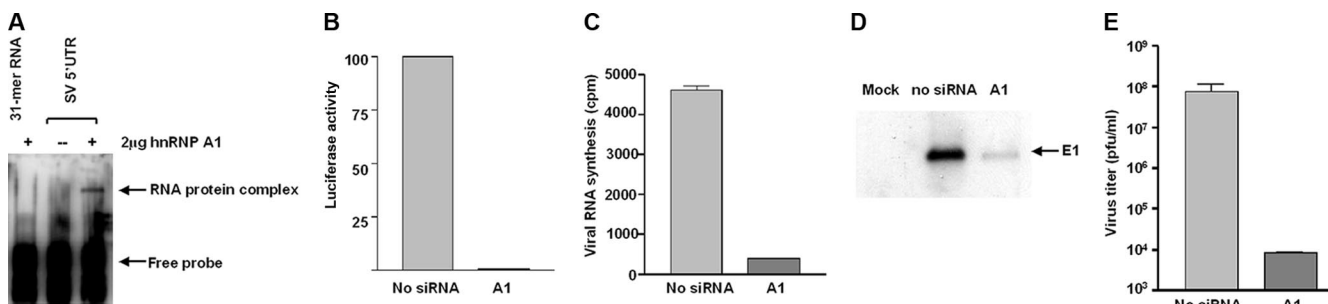 A
31-mer RNA
SV 5'UTR
+ -- + 2µg hnRNP A1
RNA protein complex
Free probe
B
Luciferase activity
100
75
50
25
No siRNA A1
C
Viral RNA synthesis (cpm)
5000
4000
3000
2000
1000
0
No siRNA A1
D
Mock no siRNA A1
E1
E
Virus titer (pfu/ml)
10⁹
10⁸
10⁷
10⁶
10⁵
10⁴
10³
No siRNA A1